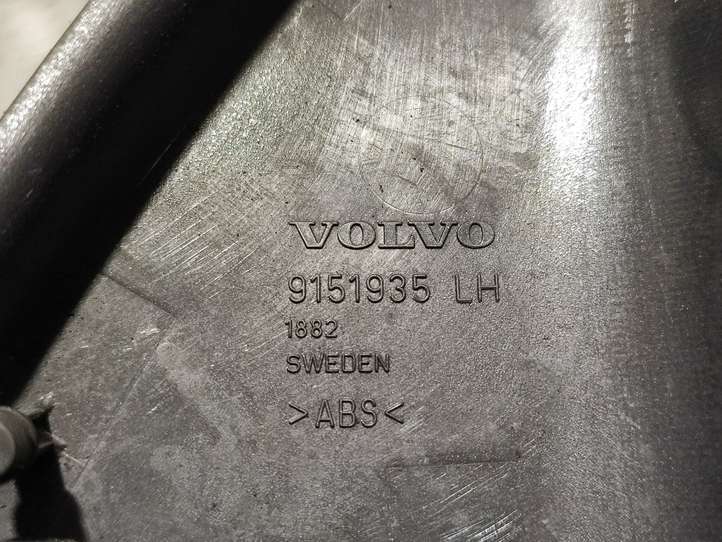 VOLVO
9151935 LH
1882
SWEDEN
>ABS<